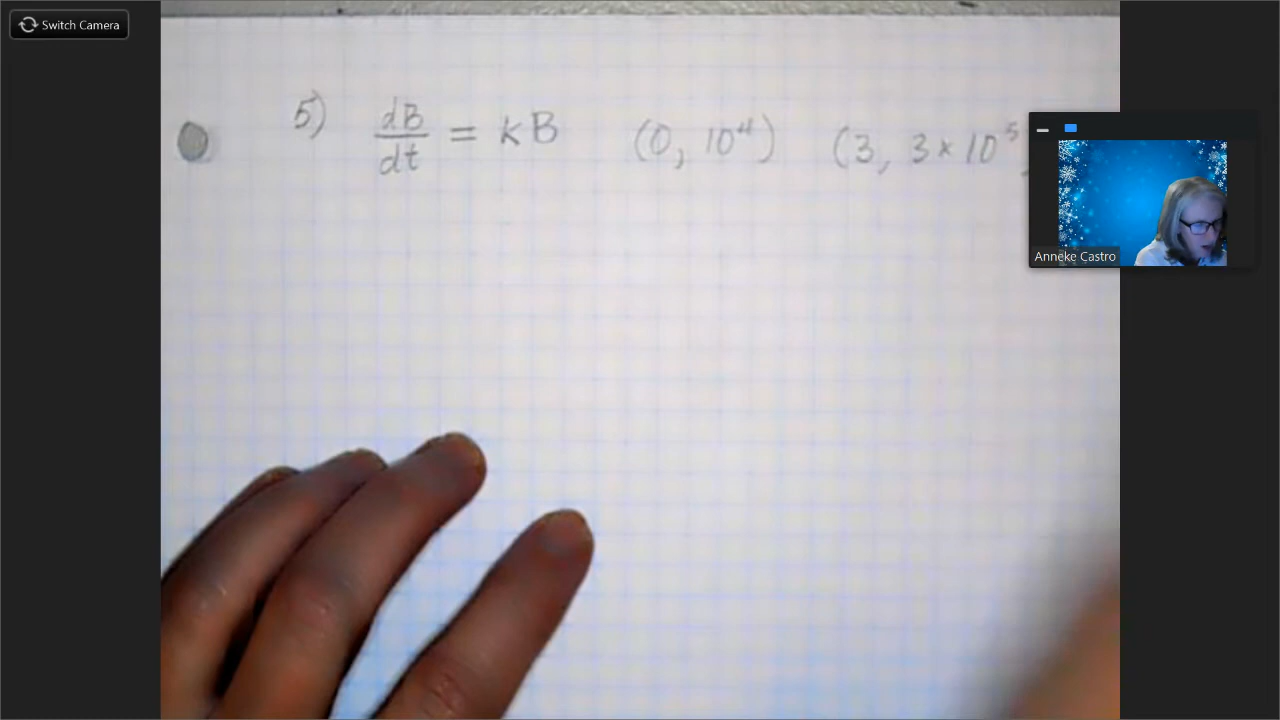 Switch Camera
5) dB/dt = kB (0, 10⁴) (3, 3×10⁵
Anneke Castro